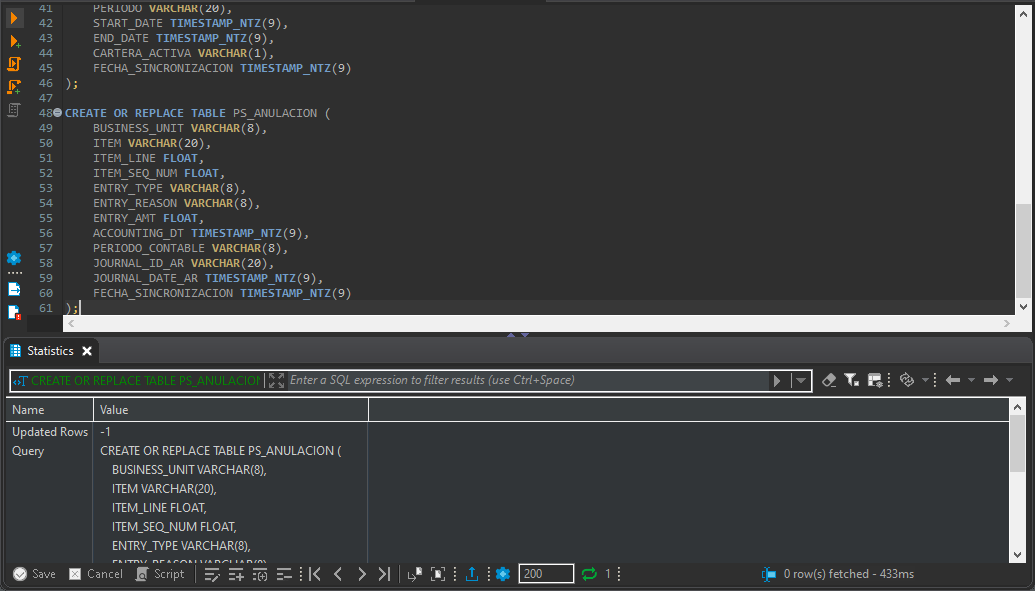 41 PERIODO VARCHAR(20),
42 START_DATE TIMESTAMP_NTZ(9),
43 END_DATE TIMESTAMP_NTZ(9),
44 CARTERA_ACTIVA VARCHAR(1),
45 FECHA_SINCRONIZACION TIMESTAMP_NTZ(9)
46 );
47
48 CREATE OR REPLACE TABLE PS_ANULACION (
49 BUSINESS_UNIT VARCHAR(8),
50 ITEM VARCHAR(20),
51 ITEM_LINE FLOAT,
52 ITEM_SEQ_NUM FLOAT,
53 ENTRY_TYPE VARCHAR(8),
54 ENTRY_REASON VARCHAR(8),
55 ENTRY_AMT FLOAT,
56 ACCOUNTING_DT TIMESTAMP_NTZ(9),
57 PERIODO_CONTABLE VARCHAR(8),
58 JOURNAL_ID_AR VARCHAR(20),
59 JOURNAL_DATE_AR TIMESTAMP_NTZ(9),
60 FECHA_SINCRONIZACION TIMESTAMP_NTZ(9)
61 );
Statistics
CREATE OR REPLACE TABLE PS_ANULACION Enter a SQL expression to filter results (use Ctrl+Space)
Name Value
Updated Rows -1
Query CREATE OR REPLACE TABLE PS_ANULACION (
BUSINESS_UNIT VARCHAR(8),
ITEM VARCHAR(20),
ITEM_LINE FLOAT,
ITEM_SEQ_NUM FLOAT,
ENTRY_TYPE VARCHAR(8),
ENTRY_REASON VARCHAR(8)
Save Cancel Script 200 1 0 row(s) fetched - 433ms